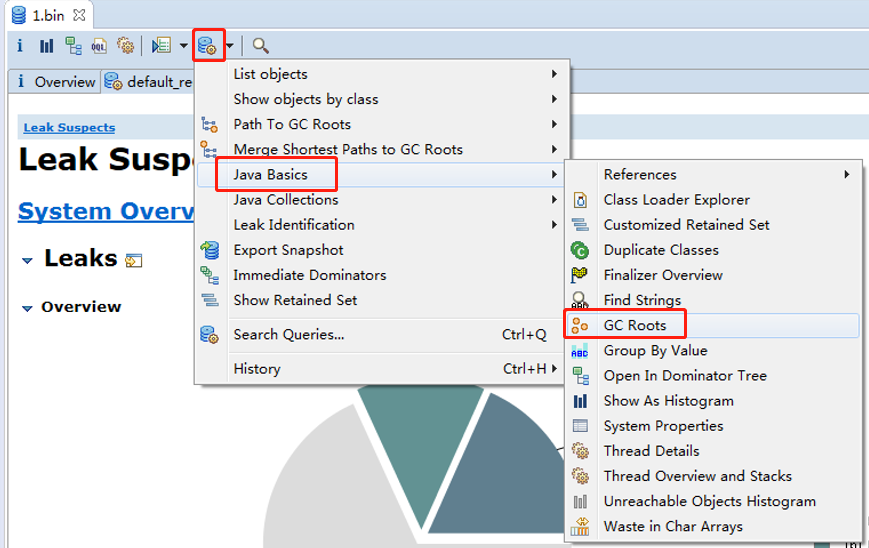 1.bin
i OQL
i Overview default_re
Leak Suspects
Leak Susp
System Overv
Leaks
Overview
List objects
Show objects by class
Path To GC Roots
Merge Shortest Paths to GC Roots
Java Basics
Java Collections
Leak Identification
Export Snapshot
Immediate Dominators
Show Retained Set
Search Queries... Ctrl+Q
History Ctrl+H
References
Class Loader Explorer
Customized Retained Set
Duplicate Classes
Finalizer Overview
Find Strings
GC Roots
Group By Value
Open In Dominator Tree
Show As Histogram
System Properties
Thread Details
Thread Overview and Stacks
Unreachable Objects Histogram
Waste in Char Arrays